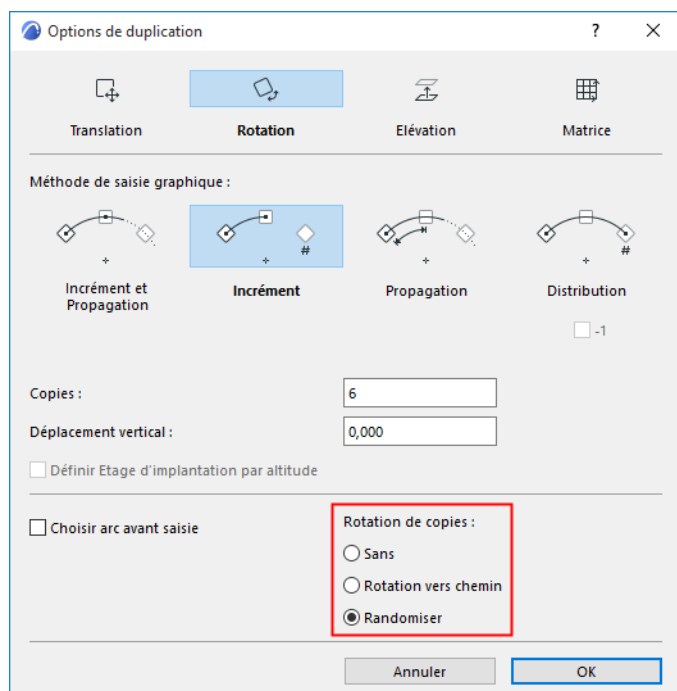 Options de duplication
?
Translation
Rotation
Elévation
Matrice
Méthode de saisie graphique :
#
#
Incrément et
Propagation
Incrément
Propagation
Distribution
-1
Copies :
6
Déplacement vertical :
0,000
Définir Etage d'implantation par altitude
Choisir arc avant saisie
Rotation de copies :
Sans
Rotation vers chemin
Randomiser
Annuler
OK